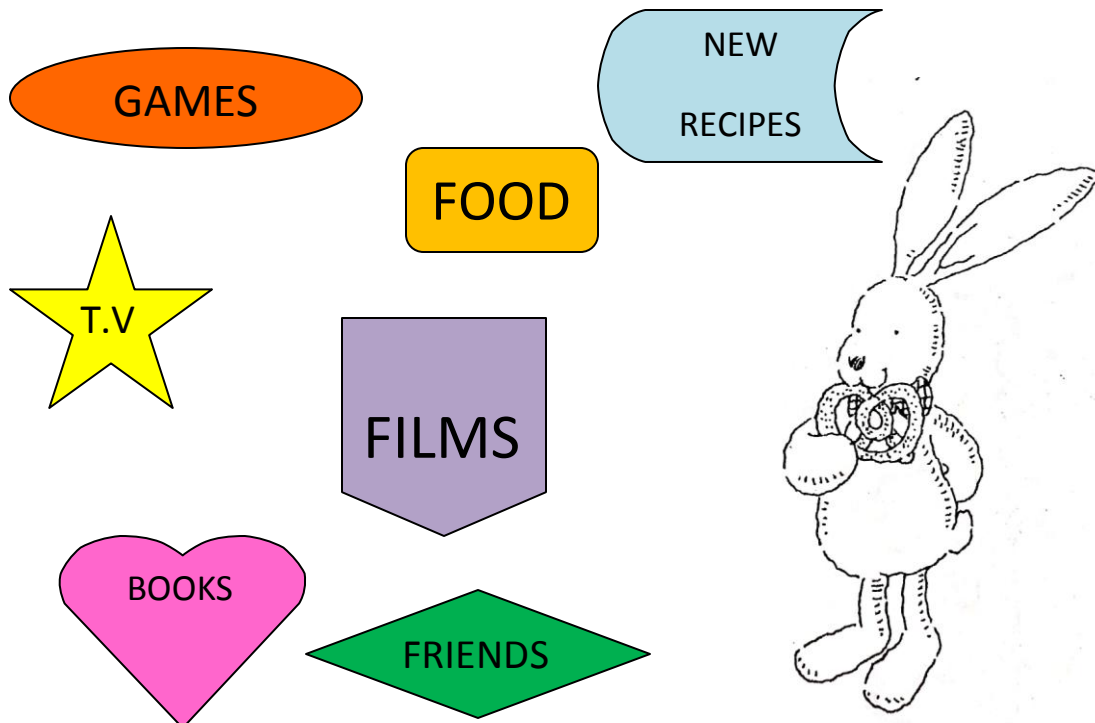 NEW
RECIPES
GAMES
FOOD
T.V
FILMS
BOOKS
FRIENDS